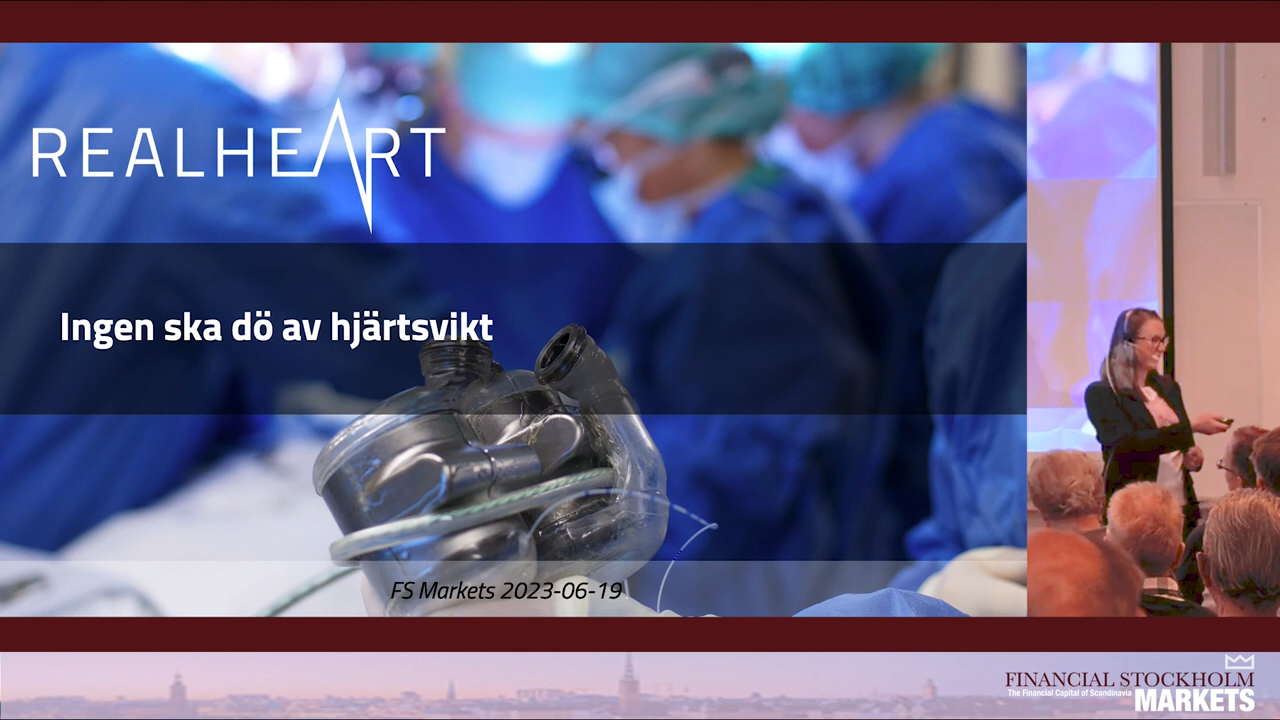 REALHEART
Ingen ska dö av hjärtsvikt
FS Markets 2023-06-19
FINANCIAL STOCKHOLM
The Financial Capital of Scandinavia
MARKETS